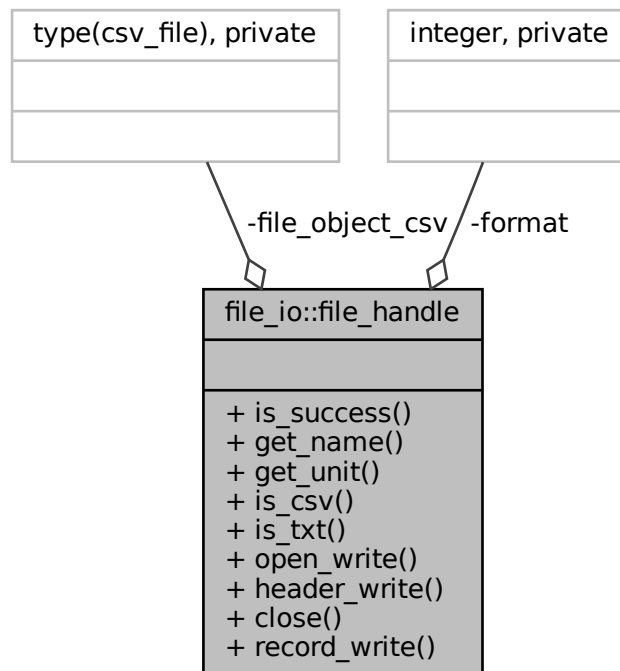 type(csv_file), private
integer, private
-file_object_csv
-format
file_io::file_handle
+ is_success()
+ get_name()
+ get_unit()
+ is_csv()
+ is_txt()
+ open_write()
+ header_write()
+ close()
+ record_write()